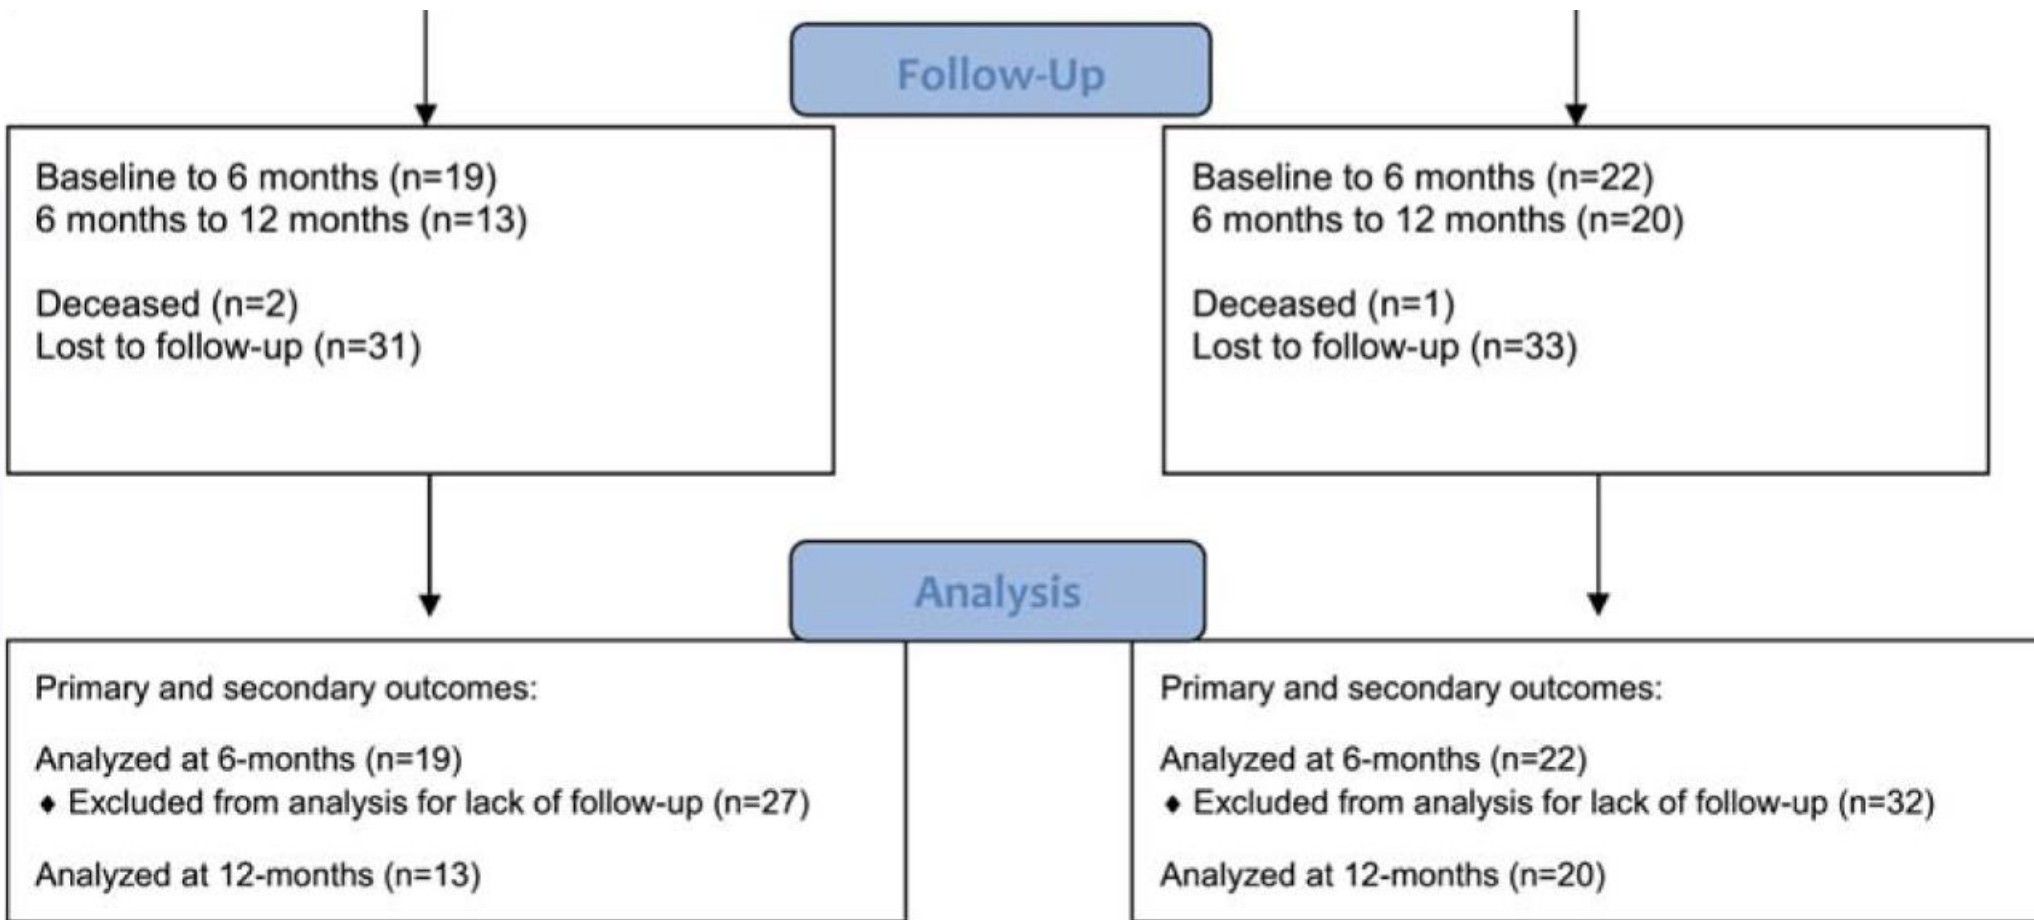 Follow-Up
Baseline to 6 months (n=19)
6 months to 12 months (n=13)
Deceased (n=2)
Lost to follow-up (n=31)
Baseline to 6 months (n=22)
6 months to 12 months (n=20)
Deceased (n=1)
Lost to follow-up (n=33)
Analysis
Primary and secondary outcomes:
Analyzed at 6-months (n=19)
♦ Excluded from analysis for lack of follow-up (n=27)
Analyzed at 12-months (n=13)
Primary and secondary outcomes:
Analyzed at 6-months (n=22)
♦ Excluded from analysis for lack of follow-up (n=32)
Analyzed at 12-months (n=20)